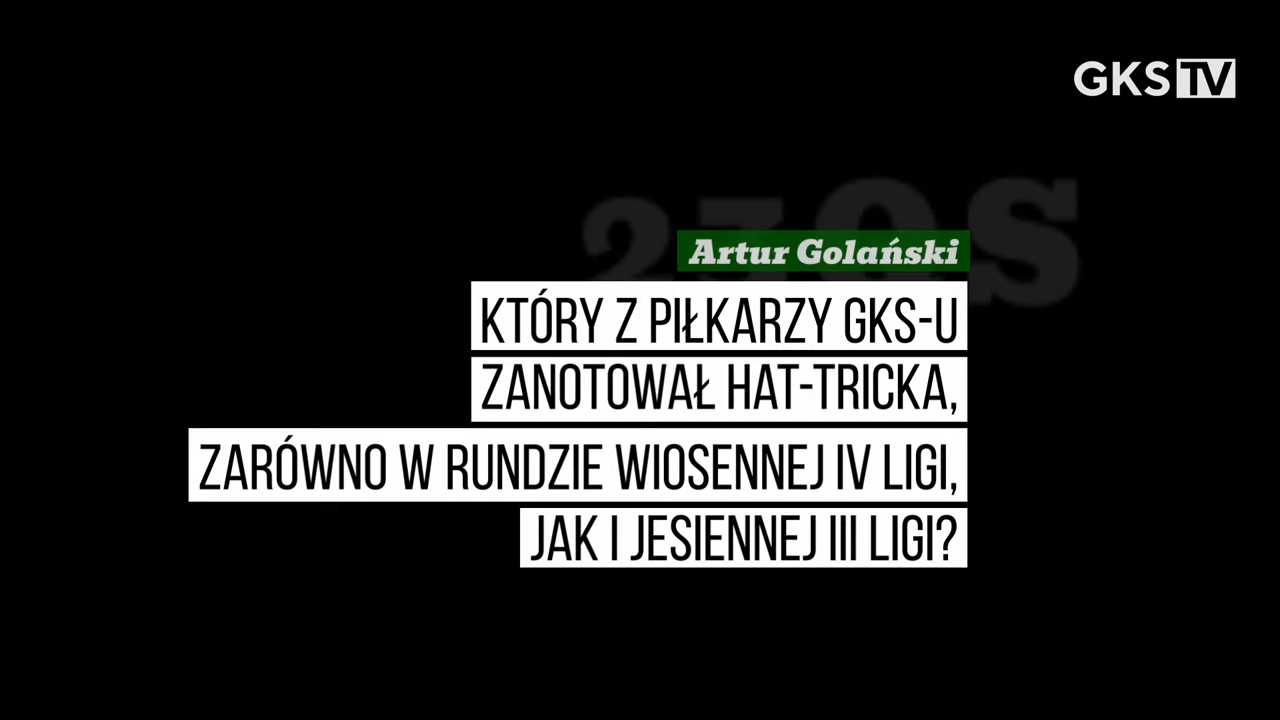 GKS TV
Artur Golański
KTÓRY Z PIŁKARZY GKS-U
ZANOTOWAŁ HAT-TRICKA,
ZARÓWNO W RUNDZIE WIOSENNEJ IV LIGI,
JAK I JESIENNEJ III LIGI?